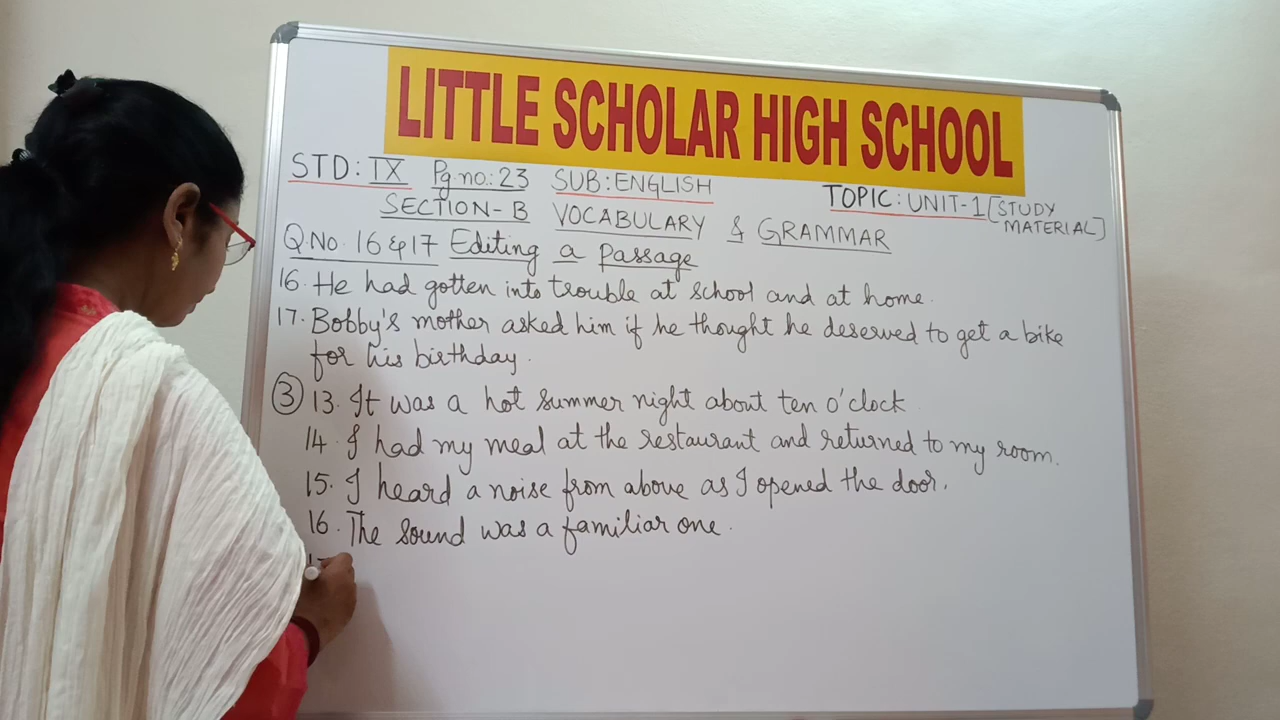 LITTLE SCHOLAR HIGH SCHOOL
STD: IX Pg.no.: 23 SUB: ENGLISH TOPIC: UNIT-1 [STUDY MATERIAL]
SECTION-B VOCABULARY & GRAMMAR
Q.No. 16 & 17 Editing a passage
16. He had gotten into trouble at school and at home.
17. Bobby's mother asked him if he thought he deserved to get a bike
for his birthday.
③ 13. It was a hot summer night about ten o'clock
14. I had my meal at the restaurant and returned to my room.
15. I heard a noise from above as I opened the door.
16. The sound was a familiar one.
17